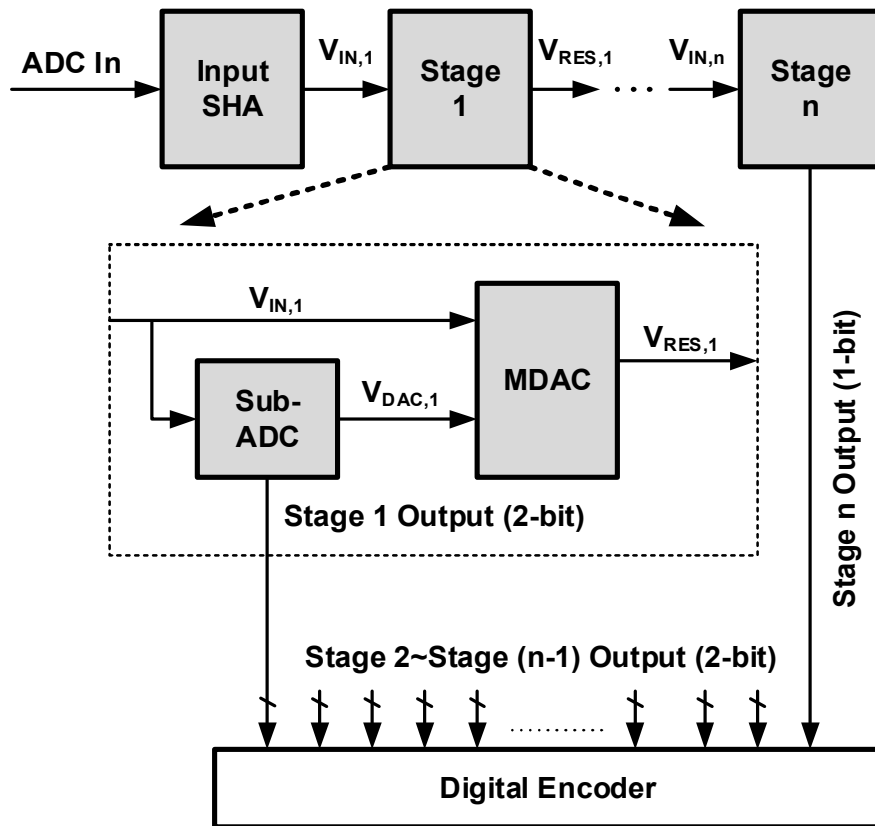 ADC In
Input
SHA
V_IN,1
Stage
1
V_RES,1
...
V_IN,n
Stage
n
V_IN,1
Sub-
ADC
V_DAC,1
MDAC
V_RES,1
Stage 1 Output (2-bit)
Stage n Output (1-bit)
Stage 2~Stage (n-1) Output (2-bit)
Digital Encoder